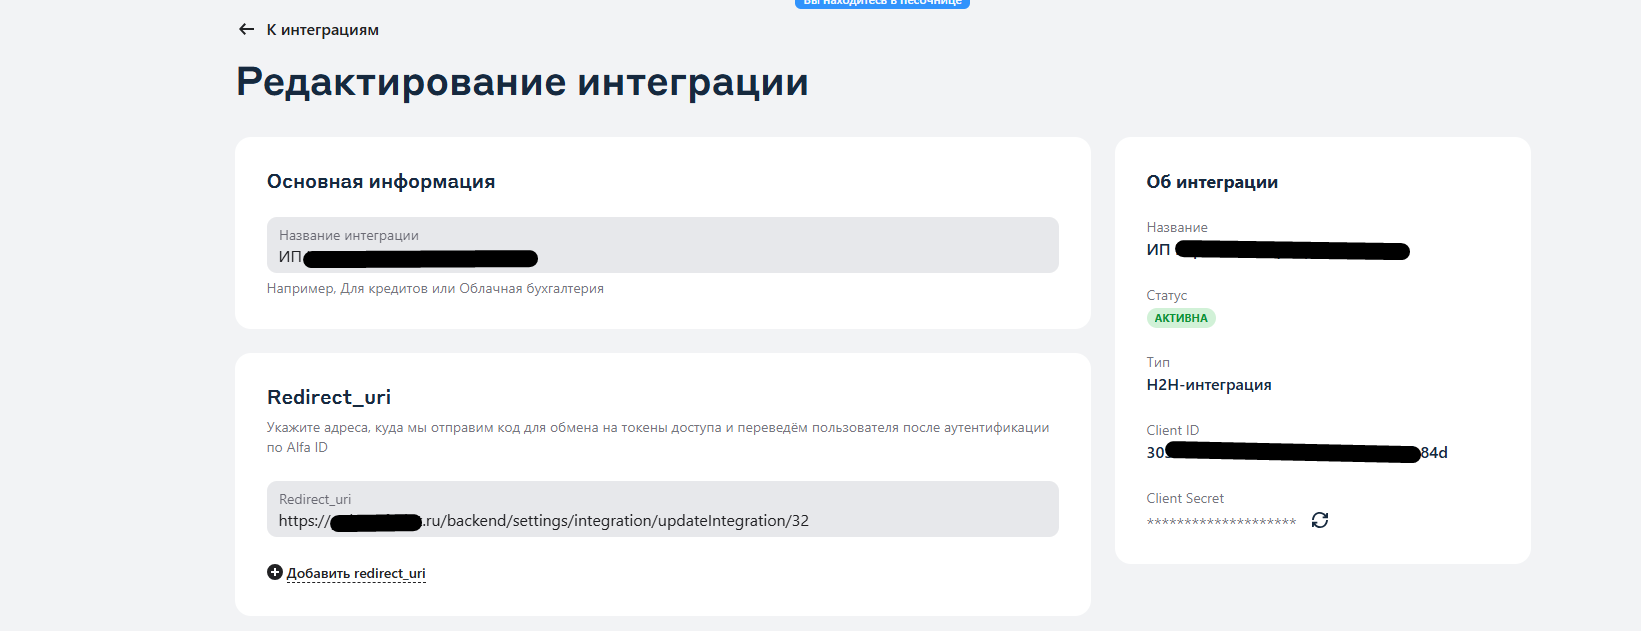 Вы находитесь в песочнице
К интеграциям
Редактирование интеграции
Основная информация
Название интеграции
ИП
Например, Для кредитов или Облачная бухгалтерия
Redirect_uri
Укажите адреса, куда мы отправим код для обмена на токены доступа и переведём пользователя после аутентификации
по Alfa ID
Redirect_uri
https:// .ru/backend/settings/integration/updateIntegration/32
Добавить redirect_uri
Об интеграции
Название
ИП
Статус
АКТИВНА
Тип
H2H-интеграция
Client ID
30 84d
Client Secret
********************